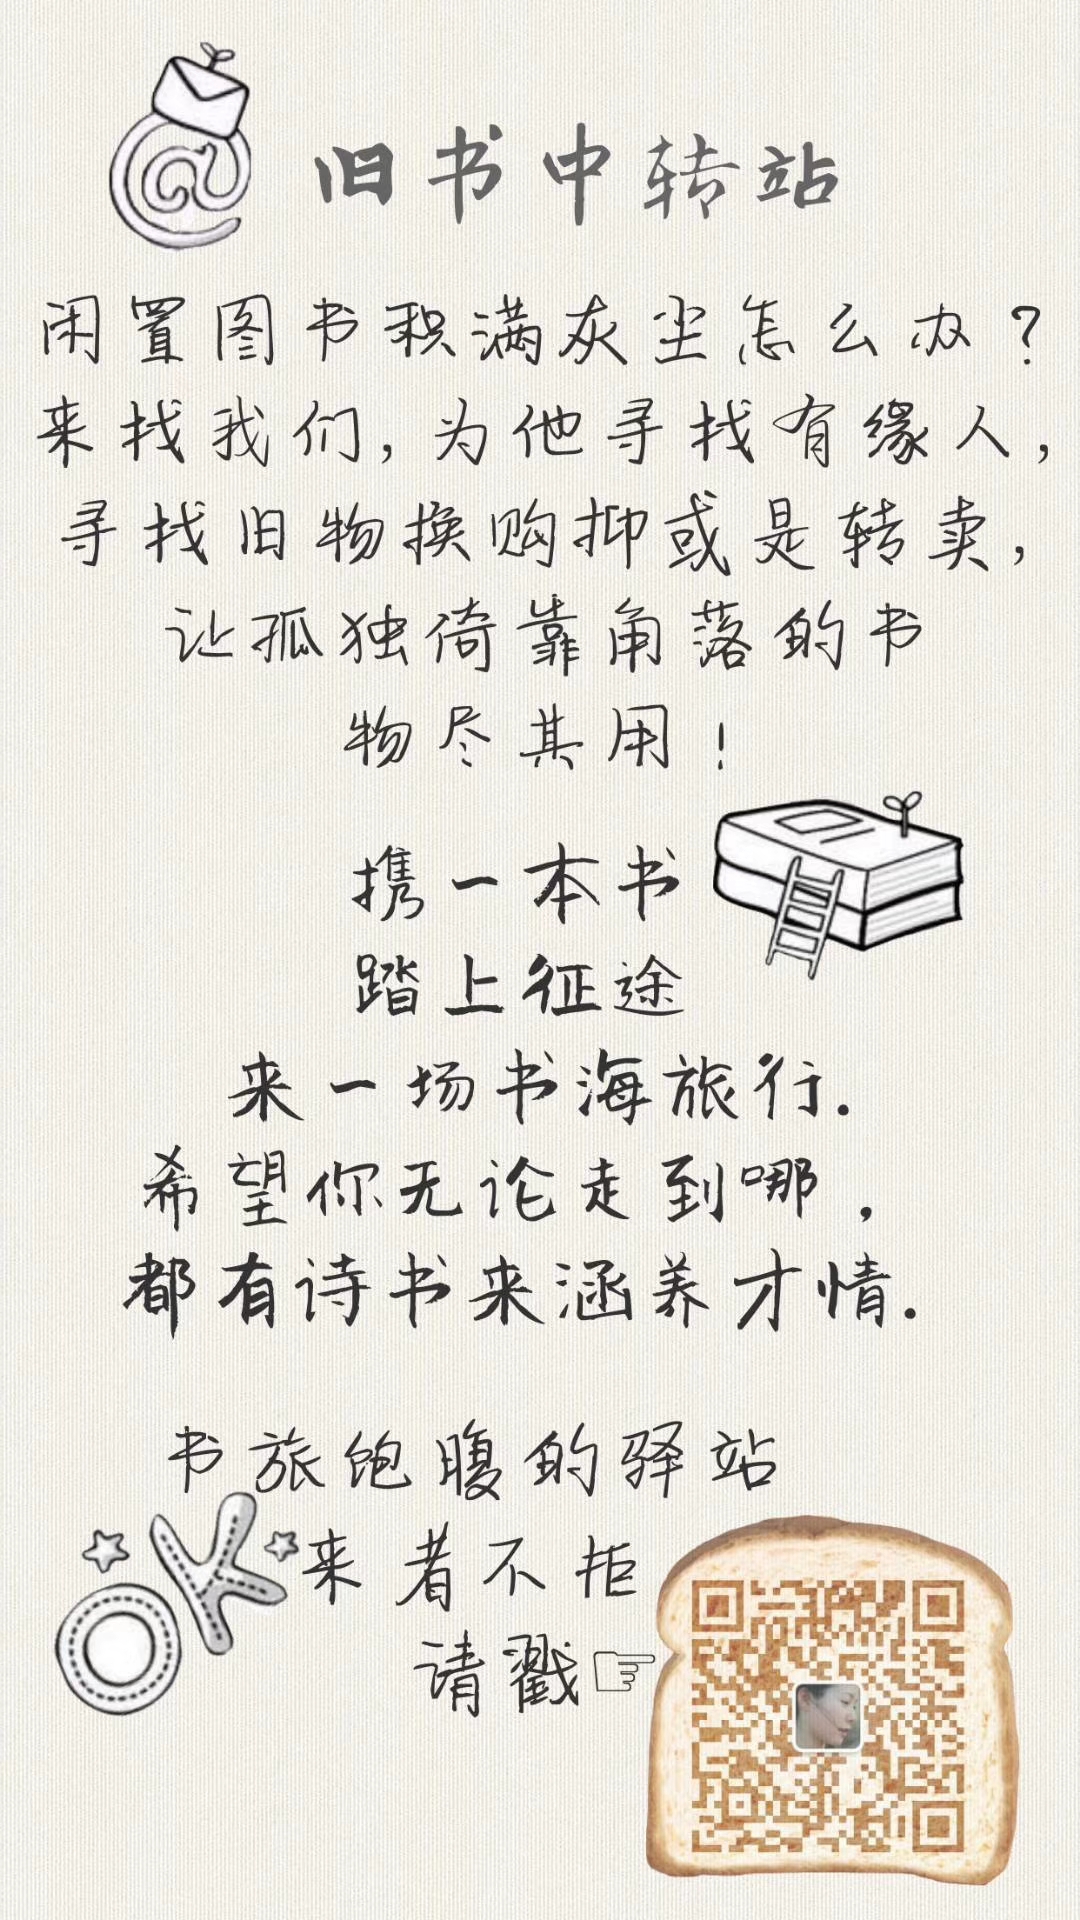 旧书中转站
闲置图书积满灰尘怎么办？
来找我们,为他寻找有缘人,
寻找旧物换购抑或是转卖,
让孤独倚靠角落的书
物尽其用！
携一本书
踏上征途
来一场书海旅行.
希望你无论走到哪，
都有诗书来涵养才情.
书旅饱腹的驿站
OK
来者不拒
请戳☞